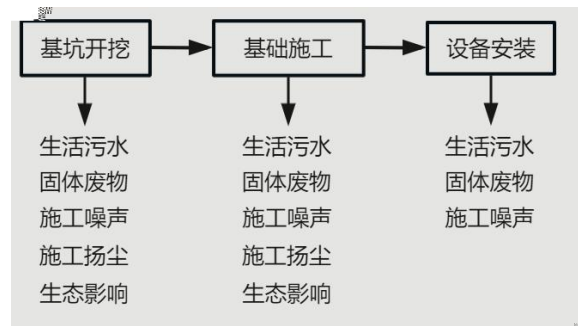 基坑开挖
基础施工
设备安装
生活污水
固体废物
施工噪声
施工扬尘
生态影响
生活污水
固体废物
施工噪声
施工扬尘
生态影响
生活污水
固体废物
施工噪声